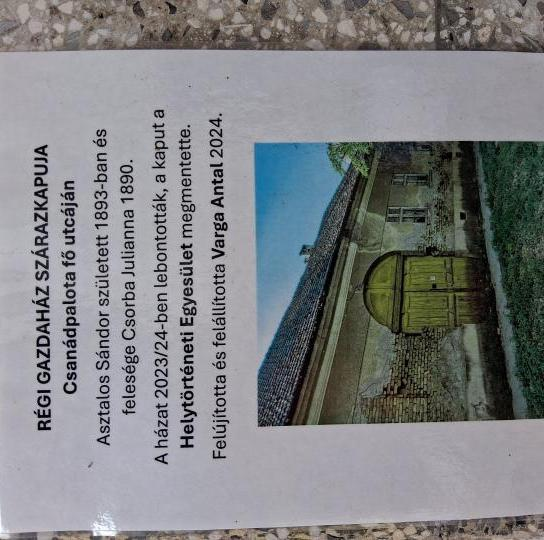 RÉGI GAZDAHÁZ SZÁRAZKAPUJA
Csanádpalota fő utcáján
Asztalos Sándor született 1893-ban és
felesége Csorba Julianna 1890.
A házat 2023/24-ben lebontották, a kaput a
Helytörténeti Egyesület megmentette.
Felújította és felállította Varga Antal 2024.